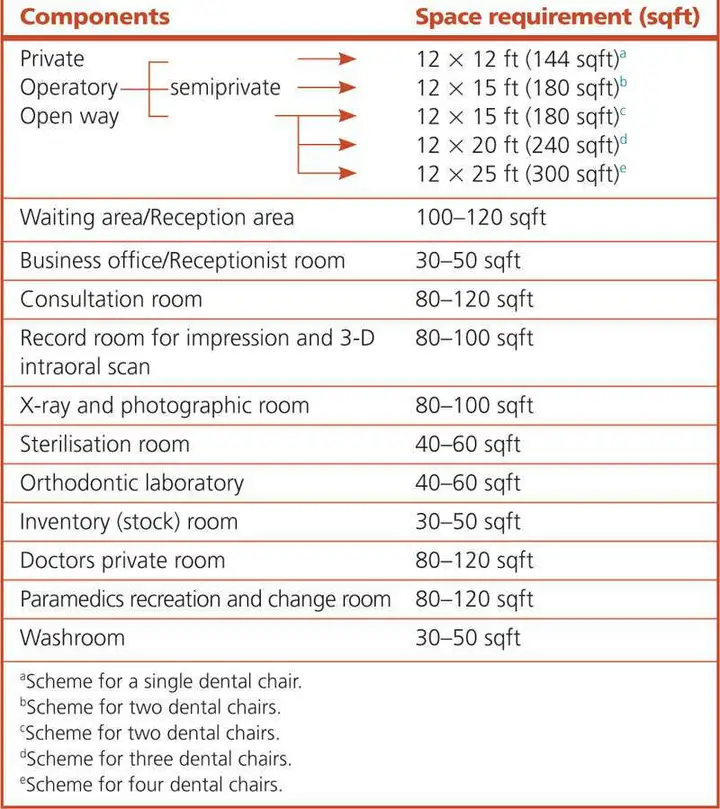 Components Space requirement (sqft)
Private 12 × 12 ft (144 sqft)a
Operatory semiprivate 12 × 15 ft (180 sqft)b
Open way 12 × 15 ft (180 sqft)c
12 × 20 ft (240 sqft)d
12 × 25 ft (300 sqft)e
Waiting area/Reception area 100–120 sqft
Business office/Receptionist room 30–50 sqft
Consultation room 80–120 sqft
Record room for impression and 3-D 80–100 sqft
intraoral scan
X-ray and photographic room 80–100 sqft
Sterilisation room 40–60 sqft
Orthodontic laboratory 40–60 sqft
Inventory (stock) room 30–50 sqft
Doctors private room 80–120 sqft
Paramedics recreation and change room 80–120 sqft
Washroom 30–50 sqft
aScheme for a single dental chair.
bScheme for two dental chairs.
cScheme for two dental chairs.
dScheme for three dental chairs.
eScheme for four dental chairs.